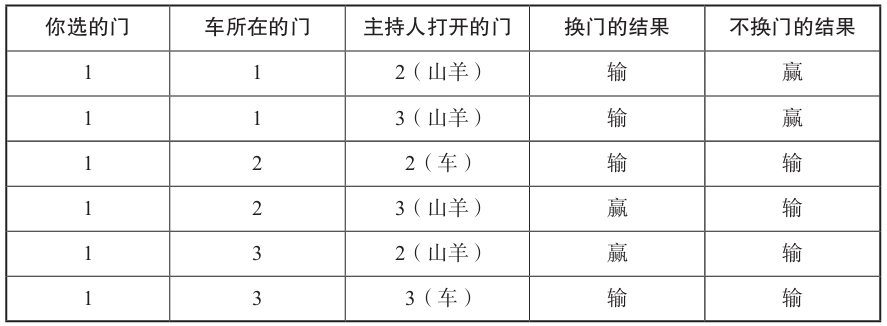 你选的门 车所在的门 主持人打开的门 换门的结果 不换门的结果
1 1 2（山羊） 输 赢
1 1 3（山羊） 输 赢
1 2 2（车） 输 输
1 2 3（山羊） 赢 输
1 3 2（山羊） 赢 输
1 3 3（车） 输 输